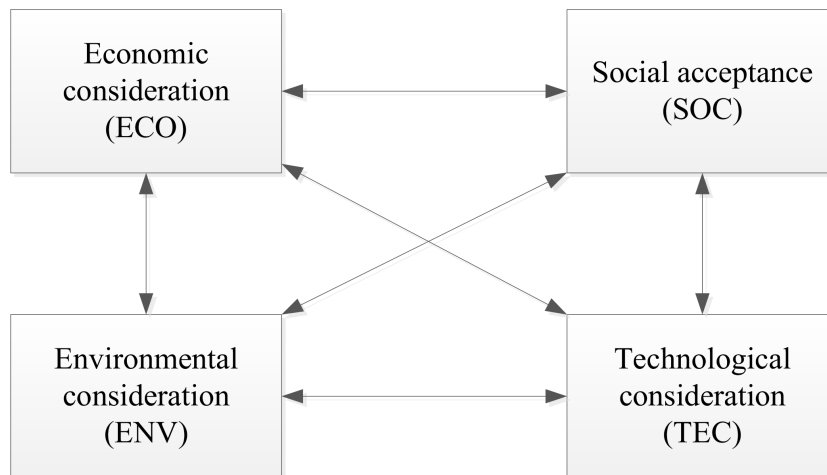 Economic
consideration
(ECO)
Social acceptance
(SOC)
Environmental
consideration
(ENV)
Technological
consideration
(TEC)